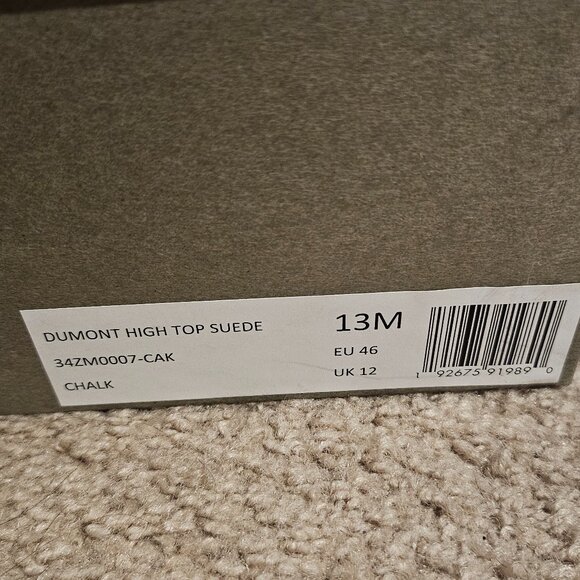 DUMONT HIGH TOP SUEDE
34ZM0007-CAK
CHALK
13M
EU 46
UK 12
1 92675 91989 0